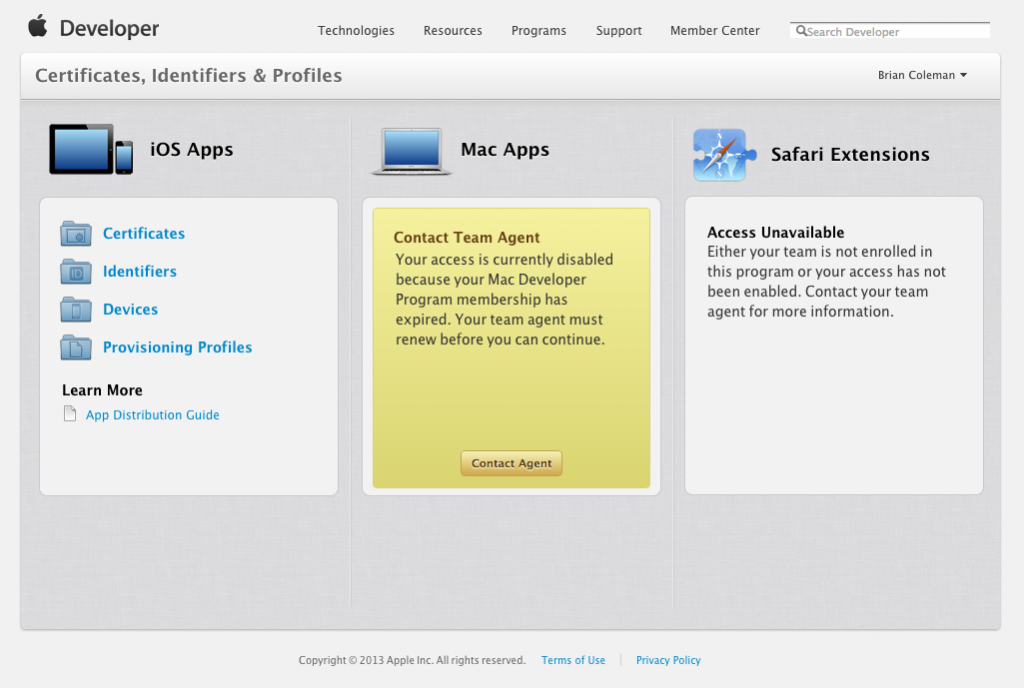 Developer
Technologies Resources Programs Support Member Center Search Developer
Certificates, Identifiers & Profiles
Brian Coleman
iOS Apps
Certificates
Identifiers
Devices
Provisioning Profiles
Learn More
App Distribution Guide
Mac Apps
Contact Team Agent
Your access is currently disabled
because your Mac Developer
Program membership has
expired. Your team agent must
renew before you can continue.
Contact Agent
Safari Extensions
Access Unavailable
Either your team is not enrolled in
this program or your access has not
been enabled. Contact your team
agent for more information.
Copyright © 2013 Apple Inc. All rights reserved. Terms of Use | Privacy Policy